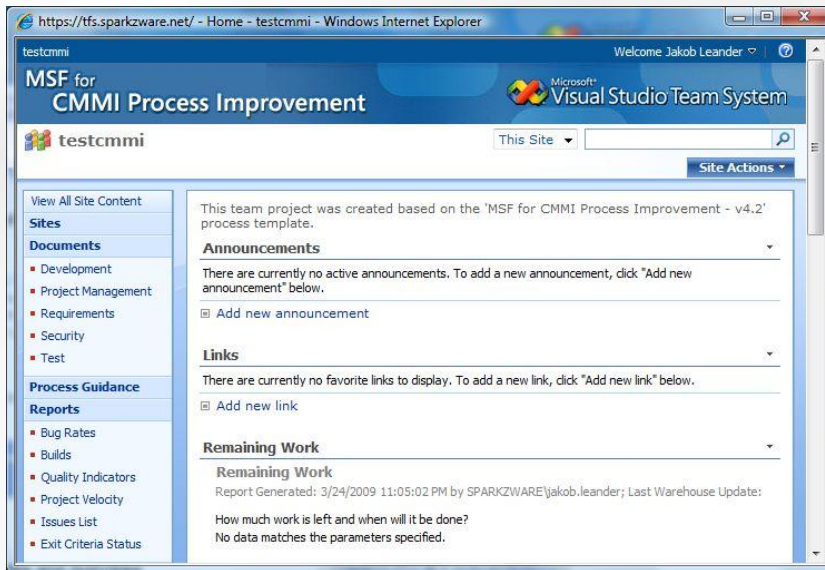 https://tfs.sparkzware.net/ - Home - testcmmi - Windows Internet Explorer
testcmmi
Welcome Jakob Leander
MSF for
CMMI Process Improvement
Microsoft®
Visual Studio Team System
testcmmi
This Site
Site Actions
View All Site Content
Sites
Documents
Development
Project Management
Requirements
Security
Test
Process Guidance
Reports
Bug Rates
Builds
Quality Indicators
Project Velocity
Issues List
Exit Criteria Status
This team project was created based on the 'MSF for CMMI Process Improvement - v4.2'
process template.
Announcements
There are currently no active announcements. To add a new announcement, click "Add new
announcement" below.
Add new announcement
Links
There are currently no favorite links to display. To add a new link, click "Add new link" below.
Add new link
Remaining Work
Remaining Work
Report Generated: 3/24/2009 11:05:02 PM by SPARKZWARE\jakob.leander; Last Warehouse Update:
How much work is left and when will it be done?
No data matches the parameters specified.